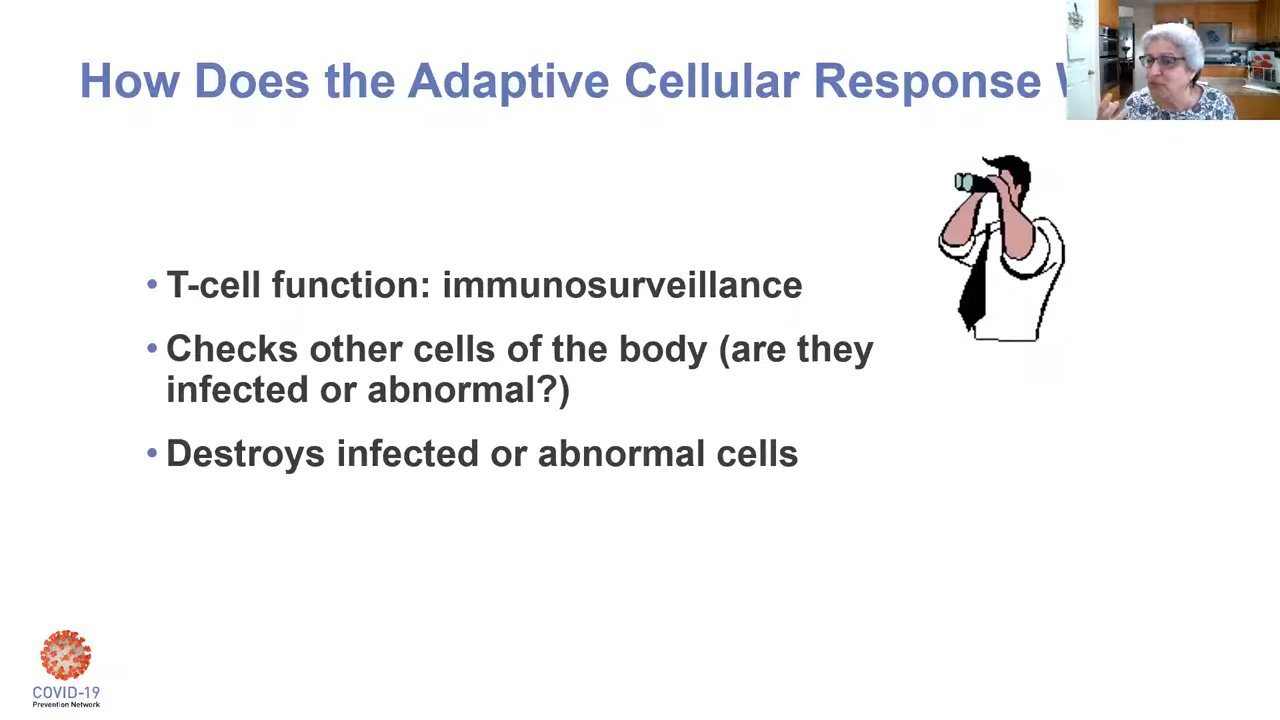 How Does the Adaptive Cellular Response
• T-cell function: immunosurveillance
• Checks other cells of the body (are they
infected or abnormal?)
• Destroys infected or abnormal cells
COVID-19
Prevention Network